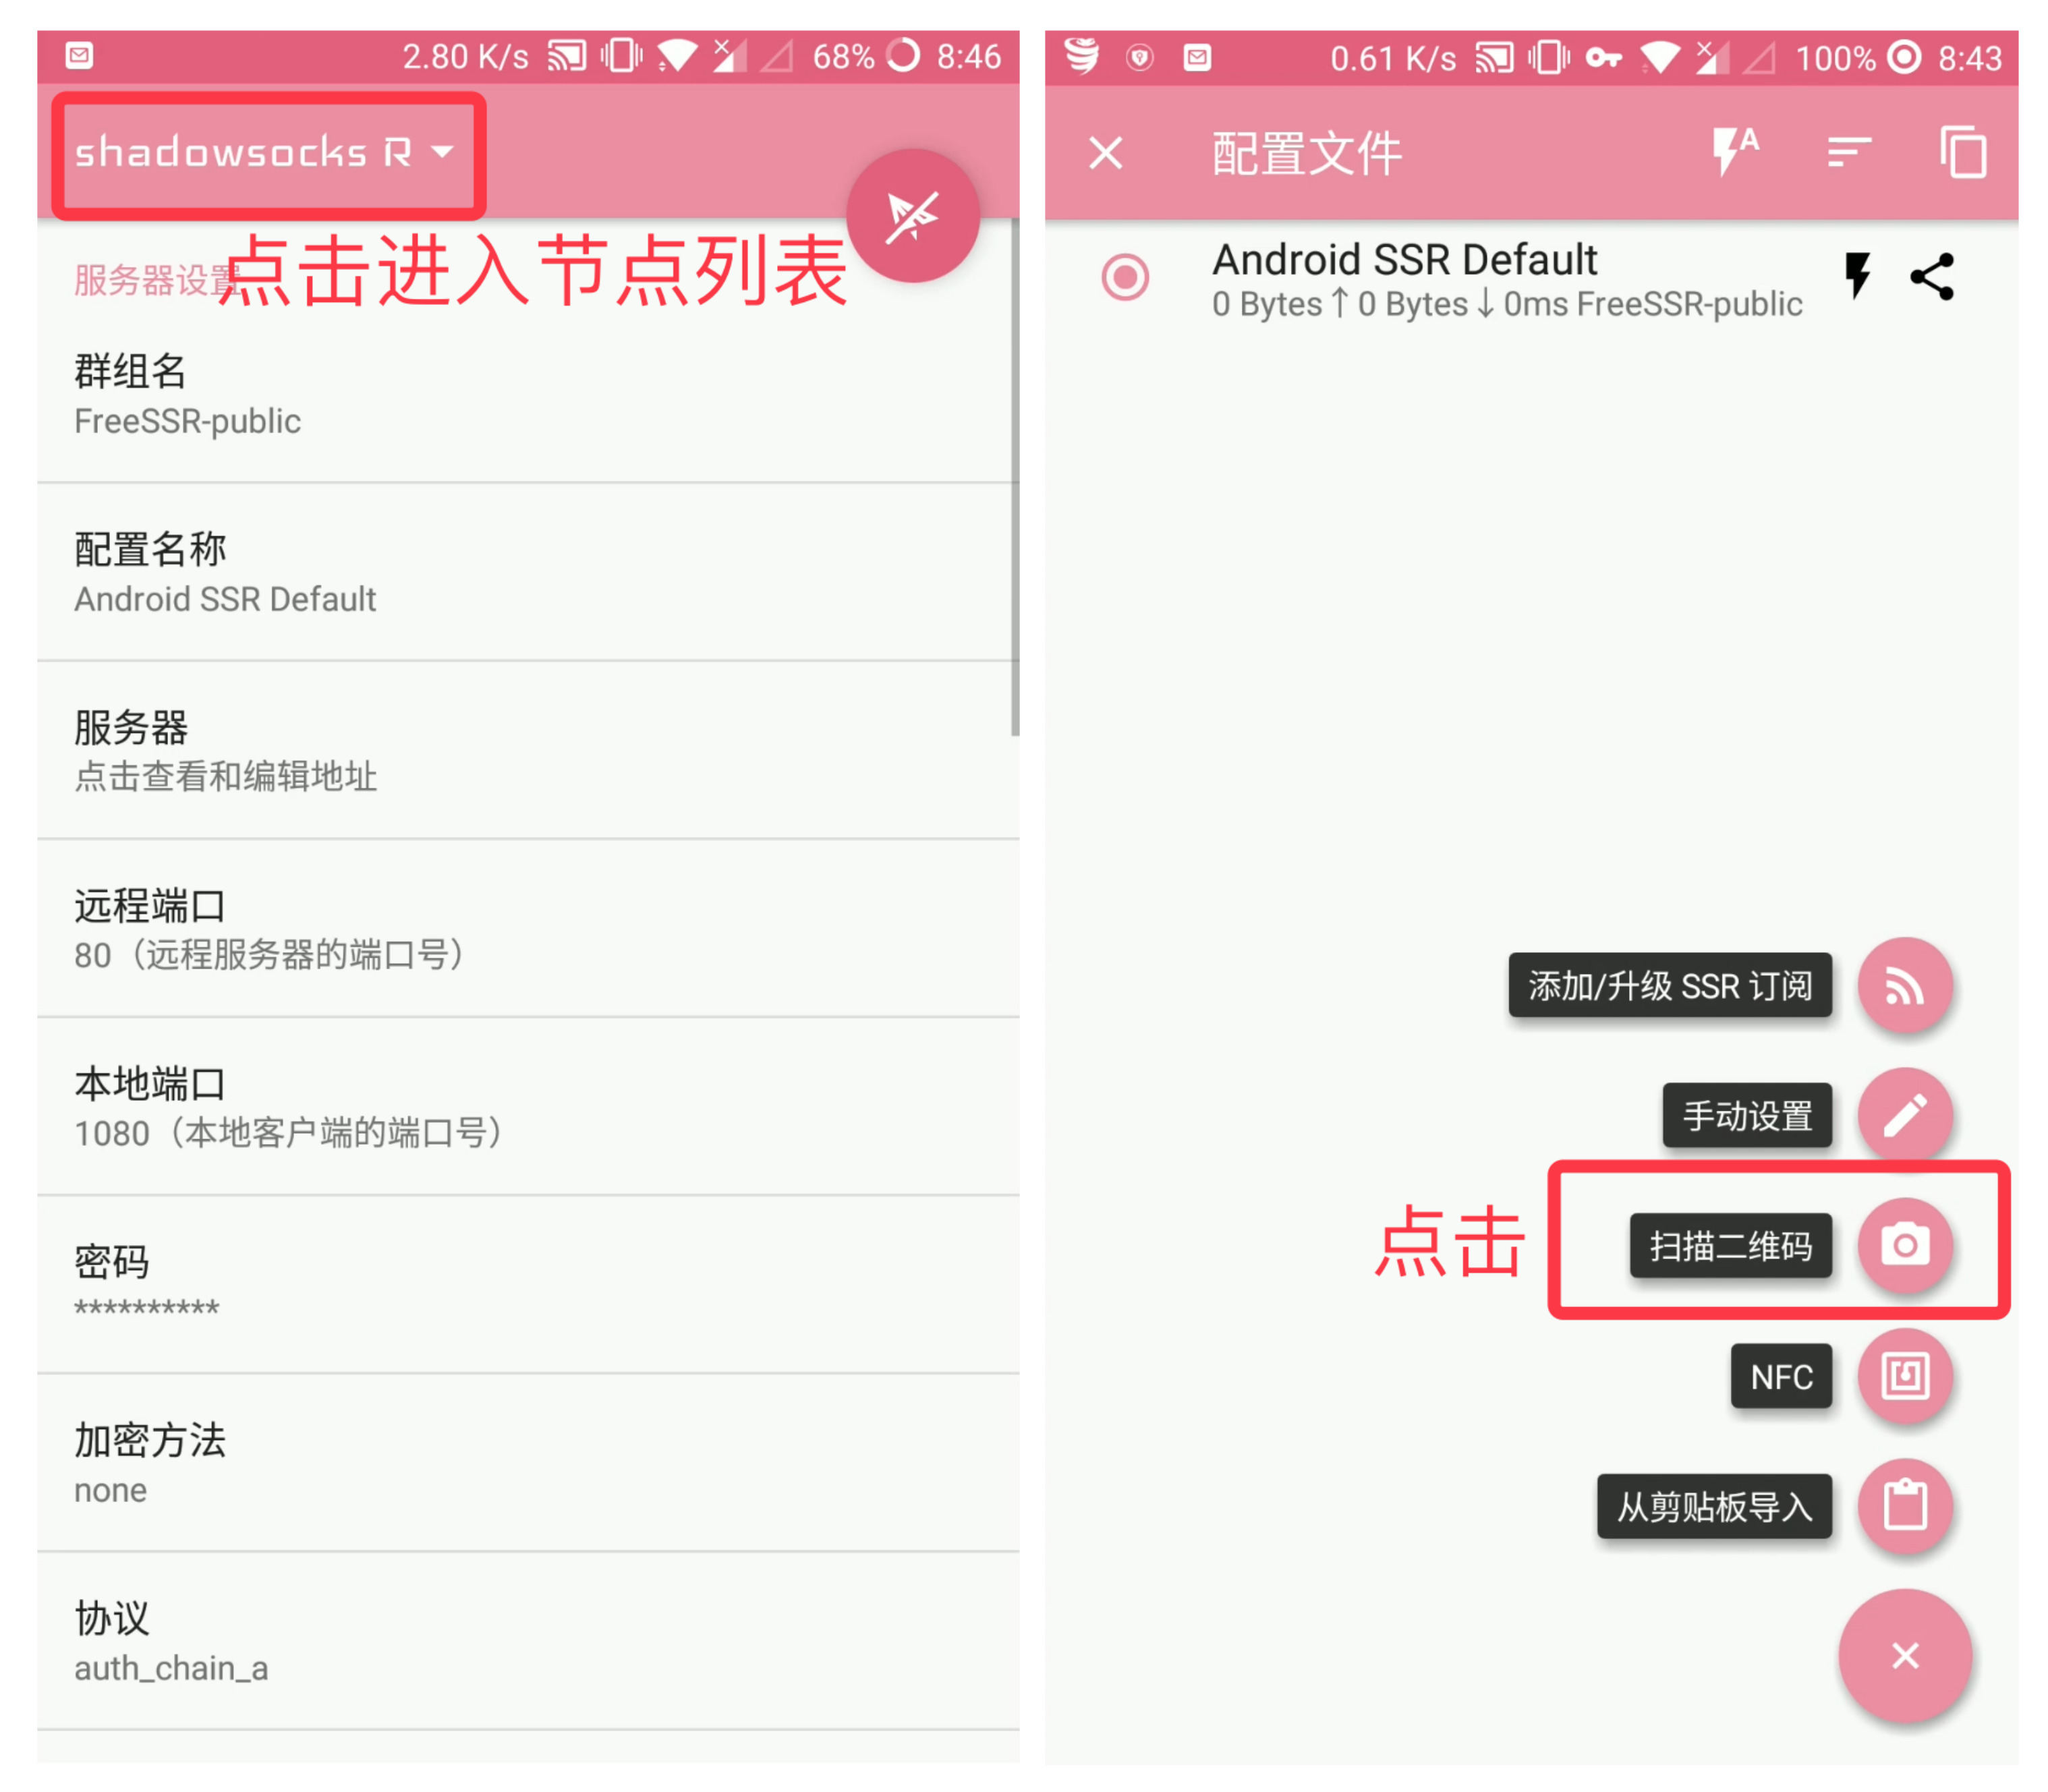 2.80 K/s 68% 8:46
shadowsocks R
点击进入节点列表
服务器设置
群组名
FreeSSR-public
配置名称
Android SSR Default
服务器
点击查看和编辑地址
远程端口
80（远程服务器的端口号）
本地端口
1080（本地客户端的端口号）
密码
**********
加密方法
none
协议
auth_chain_a
0.61 K/s 100% 8:43
配置文件
Android SSR Default
0 Bytes↑0 Bytes↓0ms FreeSSR-public
添加/升级 SSR 订阅
手动设置
点击
扫描二维码
NFC
从剪贴板导入